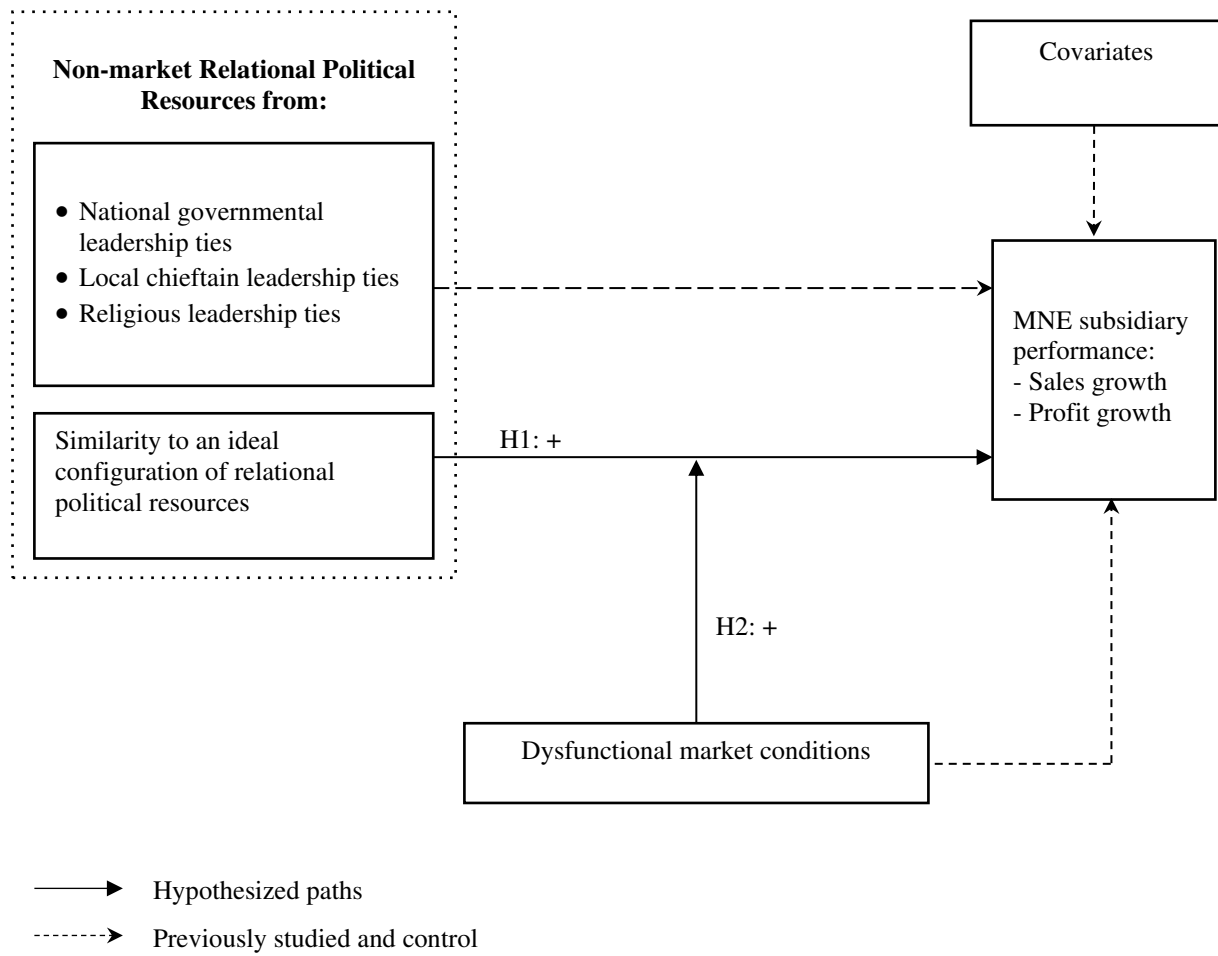 Non-market Relational Political
Resources from:
• National governmental
leadership ties
• Local chieftain leadership ties
• Religious leadership ties
Similarity to an ideal
configuration of relational
political resources
H1: +
H2: +
Dysfunctional market conditions
Covariates
MNE subsidiary
performance:
- Sales growth
- Profit growth
Hypothesized paths
Previously studied and control